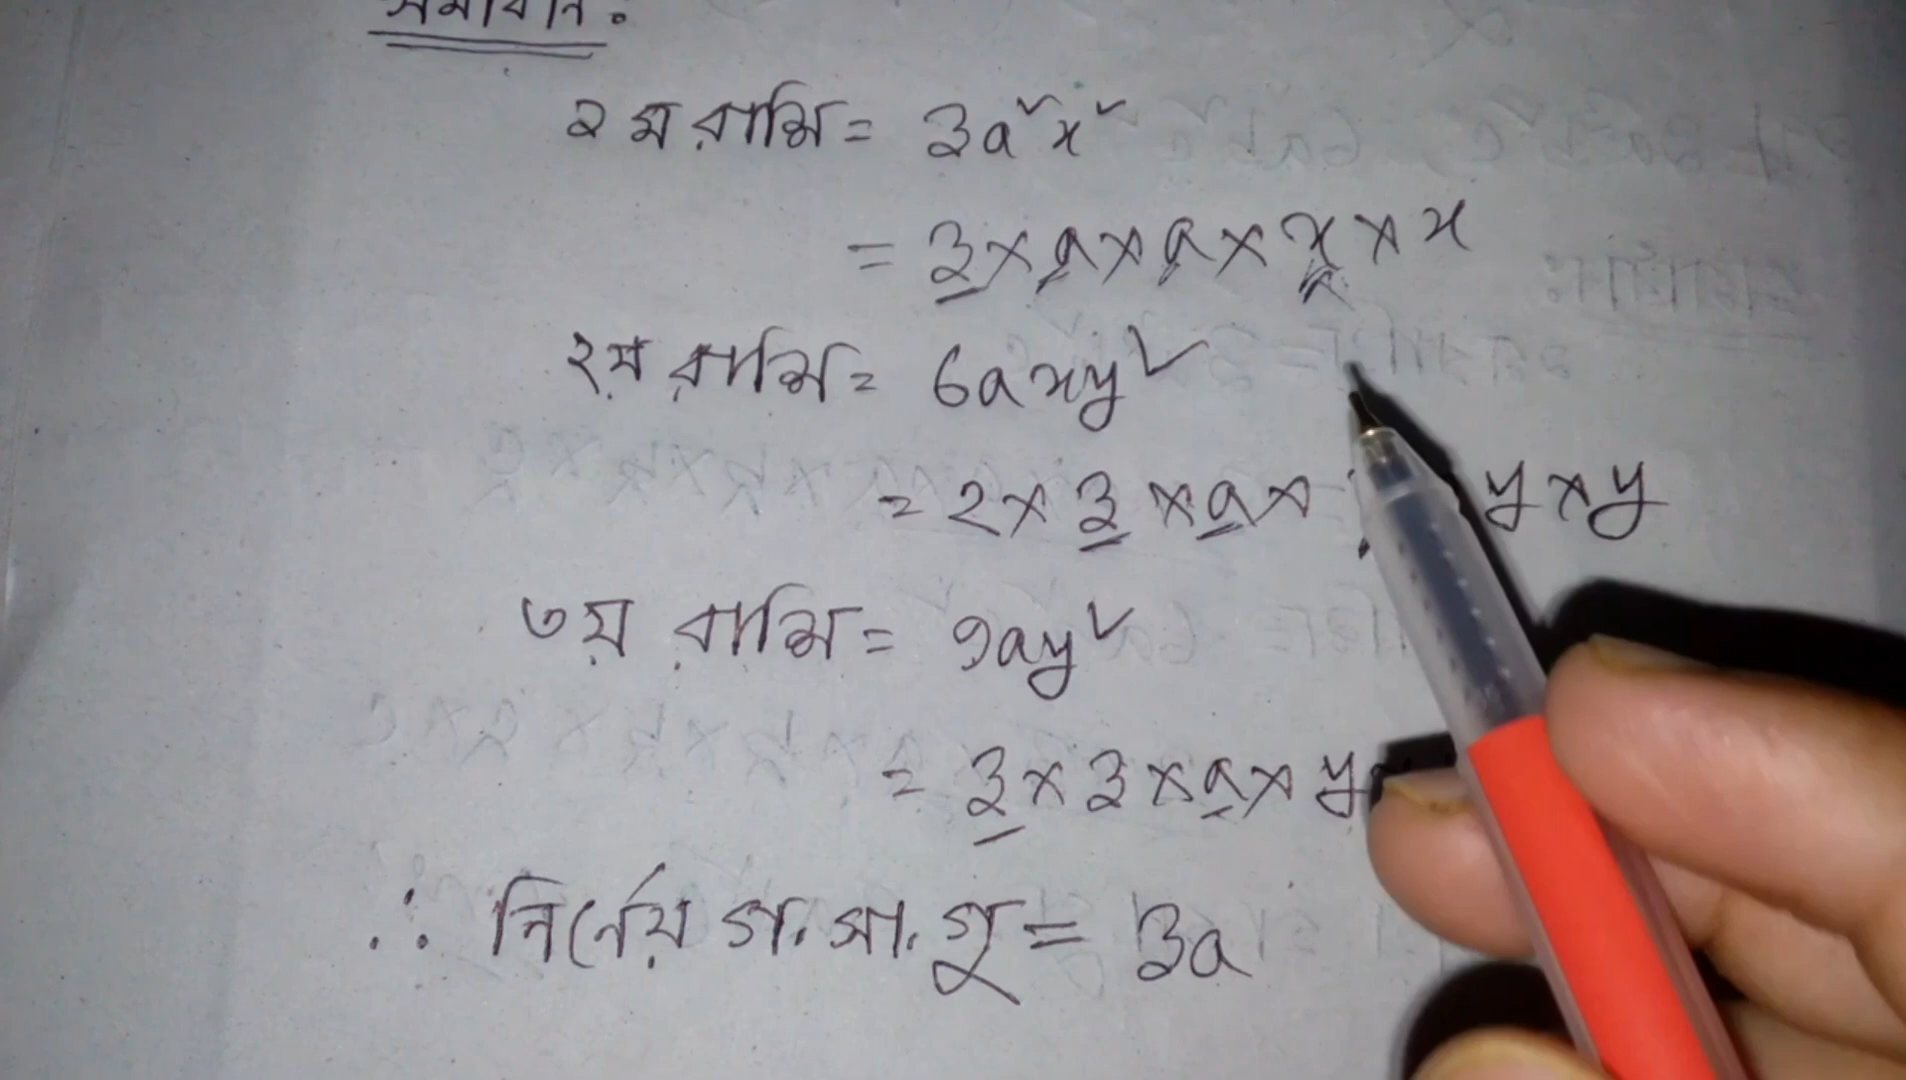 সমাধান:
১ম রাশি = 3a²x²
= 3×a×a×x×x
২য় রাশি = 6axy²
= 2×3×a× y×y
৩য় রাশি = 9ay²
= 3×3×a×y
∴ নির্ণেয় গ.সা.গু = 3a